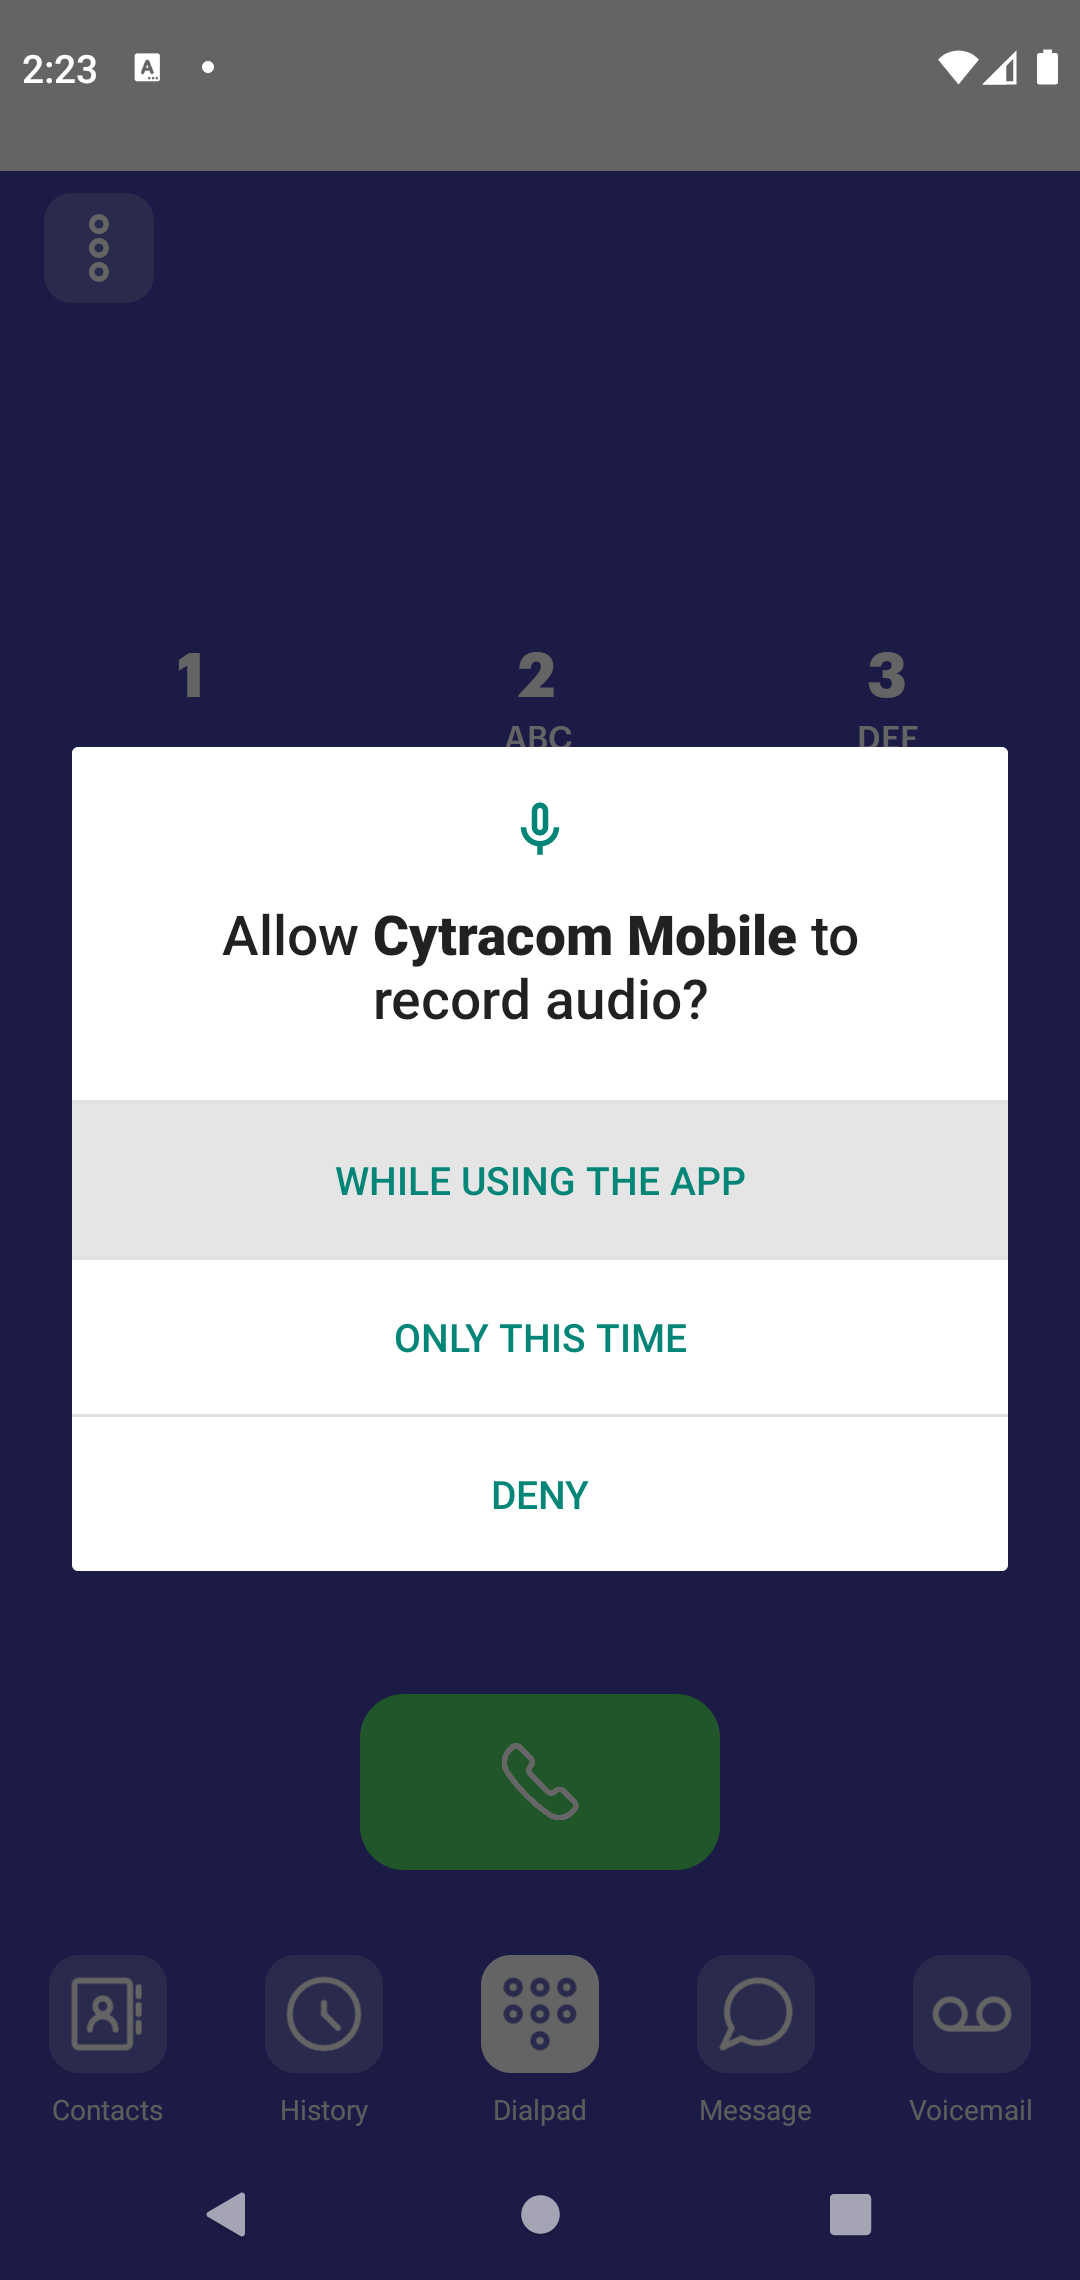 2:23
1
2
3
ABC
DEF
Allow Cytracom Mobile to
record audio?
WHILE USING THE APP
ONLY THIS TIME
DENY
Contacts
History
Dialpad
Message
Voicemail